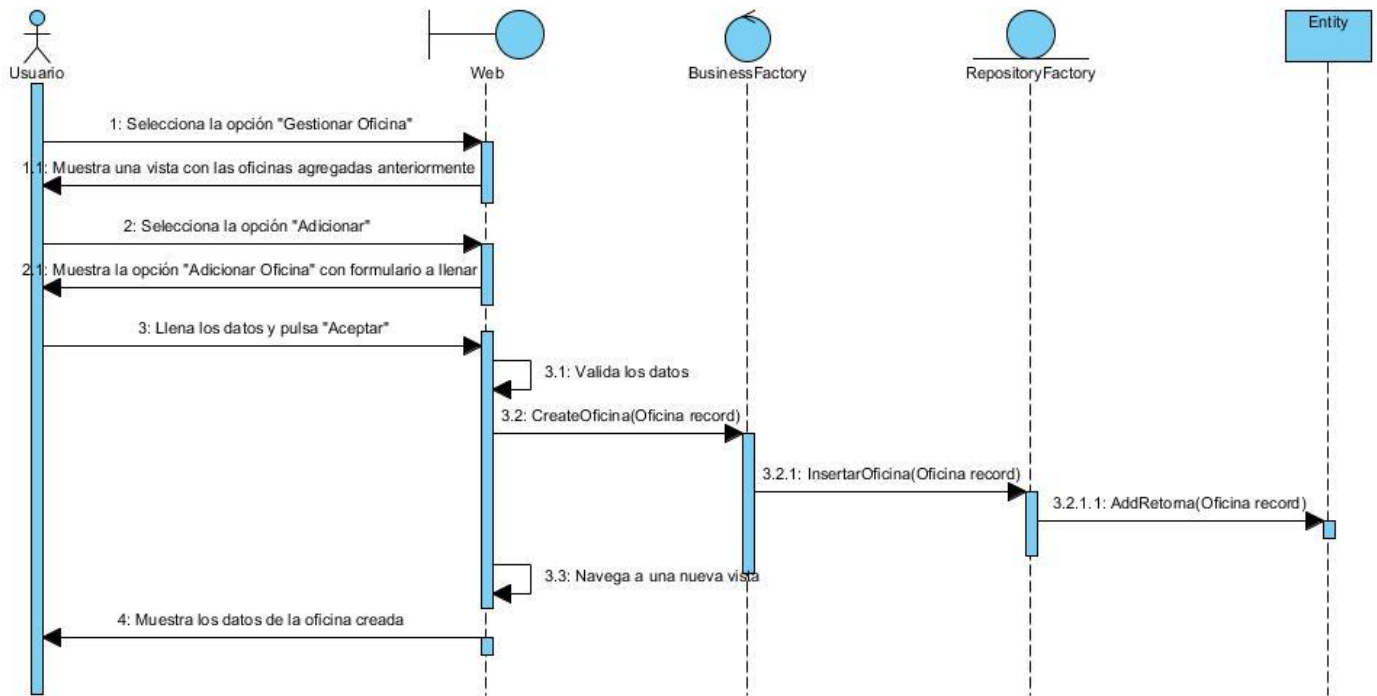 Entity
Usuario
Web
BusinessFactory
RepositoryFactory
1: Selecciona la opción "Gestionar Oficina"
1.1: Muestra una vista con las oficinas agregadas anteriormente
2: Selecciona la opción "Adicionar"
2.1: Muestra la opción "Adicionar Oficina" con formulario a llenar
3: Llena los datos y pulsa "Aceptar"
3.1: Valida los datos
3.2: CreateOficina(Oficina record)
3.2.1: InsertarOficina(Oficina record)
3.2.1.1: AddRetorna(Oficina record)
3.3: Navega a una nueva vista
4: Muestra los datos de la oficina creada